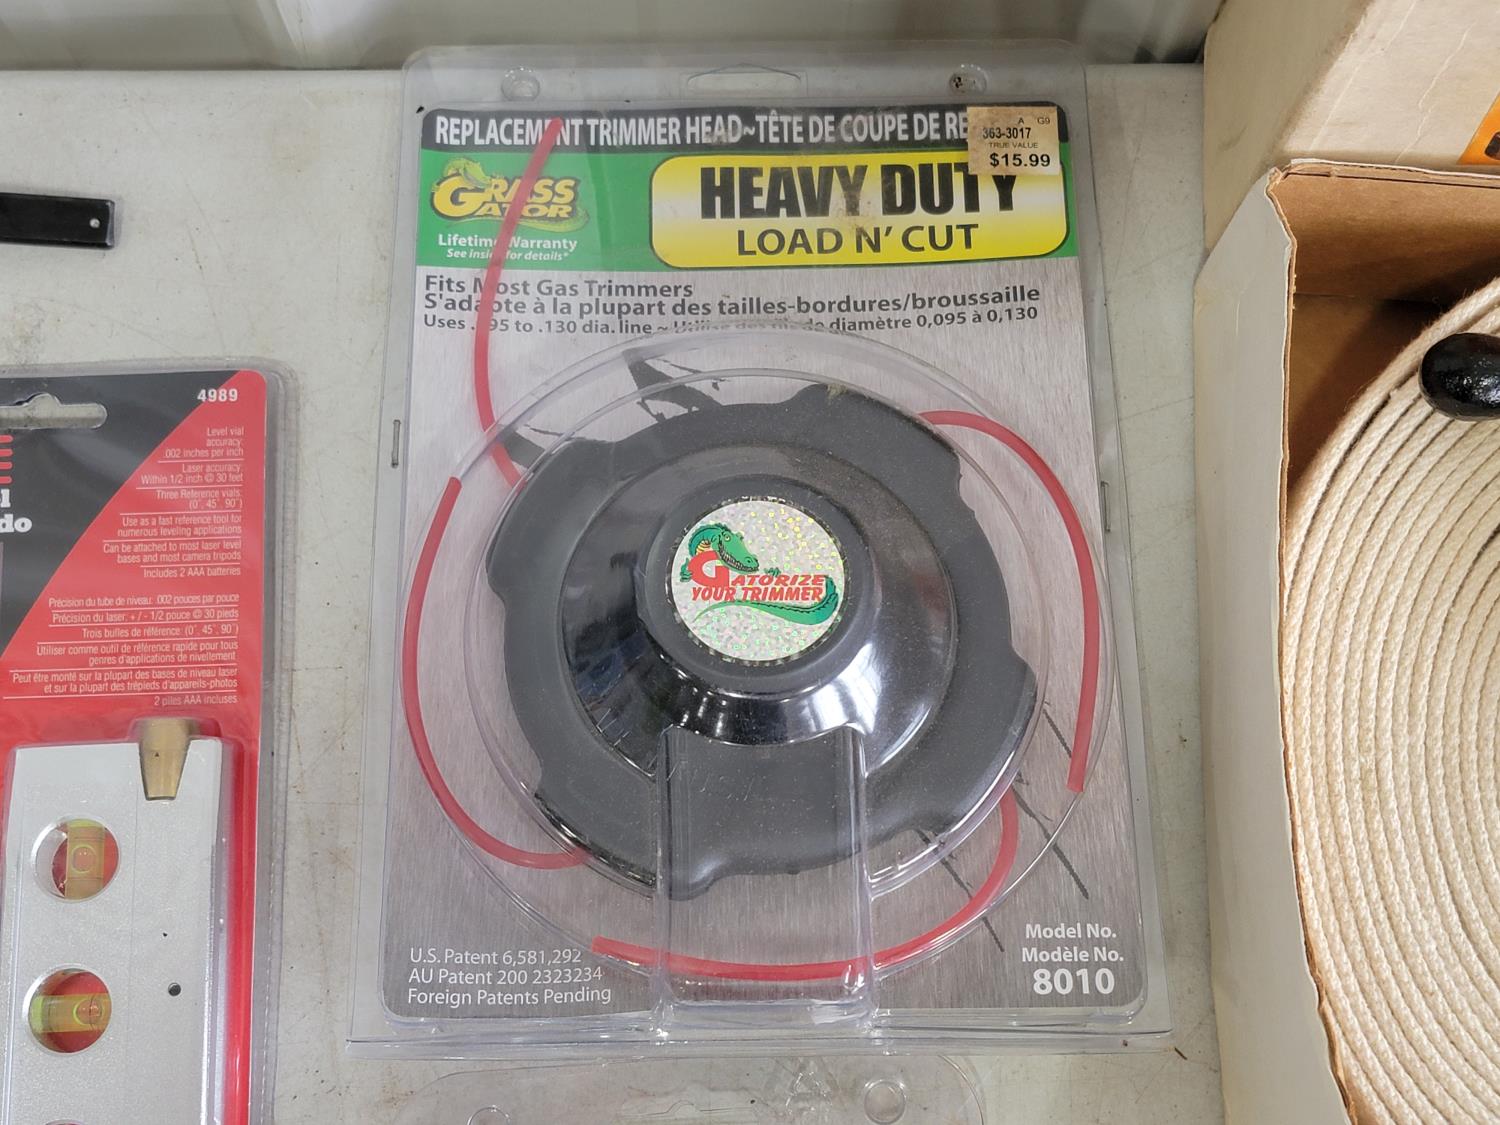 REPLACEMENT TRIMMER HEAD~TÊTE DE COUPE DE RE
A G9
363-3017
TRUE VALUE
$15.99
GRASS
GATOR
Lifetime Warranty
See inside for details*
HEAVY DUTY
LOAD N' CUT
Fits Most Gas Trimmers
S'adapte à la plupart des tailles-bordures/broussaille
Uses .095 to .130 dia. line ~ Utilise des fils de diamètre 0,095 à 0,130
GATORIZE
YOUR TRIMMER
U.S. Patent 6,581,292
AU Patent 200 2323234
Foreign Patents Pending
Model No.
Modèle No.
8010
4989
Level vial
accuracy:
.002 inches per inch
Laser accuracy:
Within 1/2 inch @ 30 feet
Three Reference vials:
(0°, 45°, 90°)
Use as a fast reference tool for
numerous leveling applications
Can be attached to most laser level
bases and most camera tripods
Includes 2 AAA batteries
Précision du tube de niveau: .002 pouces par pouce
Précision du laser: + / - 1/2 pouce @ 30 pieds
Trois bulles de référence: (0°, 45°, 90°)
Utiliser comme outil de référence rapide pour tous
genres d'applications de nivellement
Peut être monté sur la plupart des bases de niveau laser
et sur la plupart des trépieds d'appareils-photos
2 piles AAA incluses
do